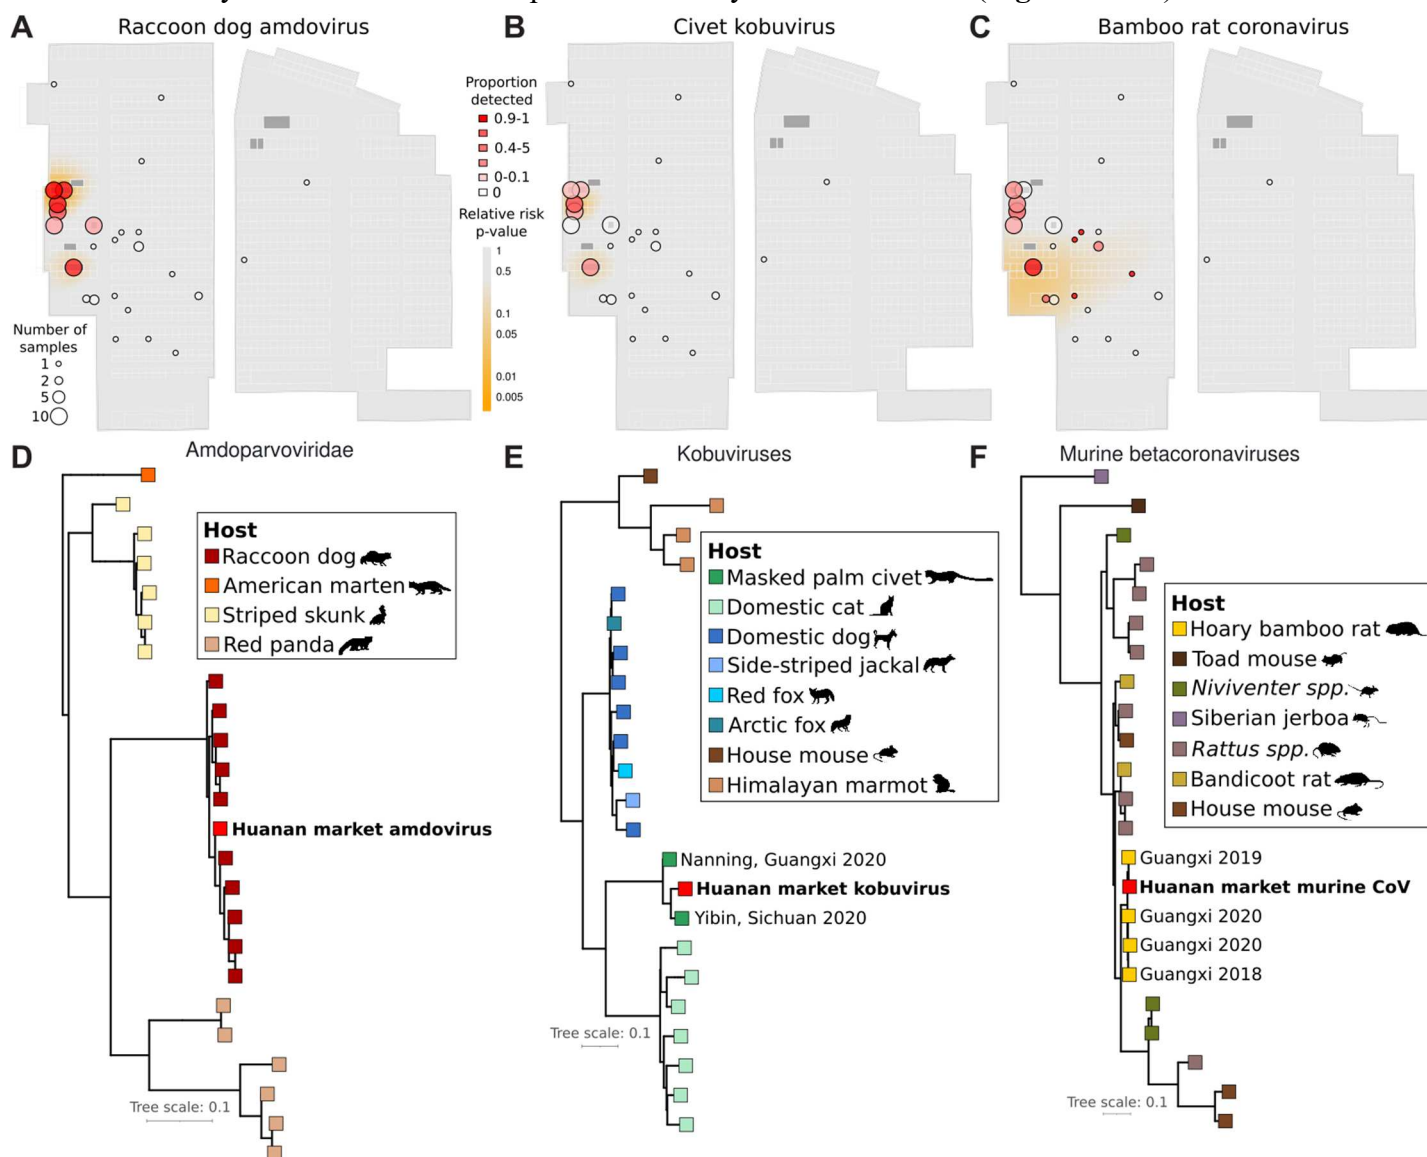 A
Raccoon dog amdovirus
B
Civet kobuvirus
C
Bamboo rat coronavirus
Proportion
detected
0.9-1
0.4-5
0-0.1
0
Relative risk
p-value
1
0.5
0.1
0.05
0.01
0.005
Number of
samples
1
2
5
10
D
Amdoparvoviridae
Host
Raccoon dog
American marten
Striped skunk
Red panda
Huanan market amdovirus
Tree scale: 0.1
E
Kobuviruses
Host
Masked palm civet
Domestic cat
Domestic dog
Side-striped jackal
Red fox
Arctic fox
House mouse
Himalayan marmot
Nanning, Guangxi 2020
Huanan market kobuvirus
Yibin, Sichuan 2020
Tree scale: 0.1
F
Murine betacoronaviruses
Host
Hoary bamboo rat
Toad mouse
Niviventer spp.
Siberian jerboa
Rattus spp.
Bandicoot rat
House mouse
Guangxi 2019
Huanan market murine CoV
Guangxi 2020
Guangxi 2020
Guangxi 2018
Tree scale: 0.1